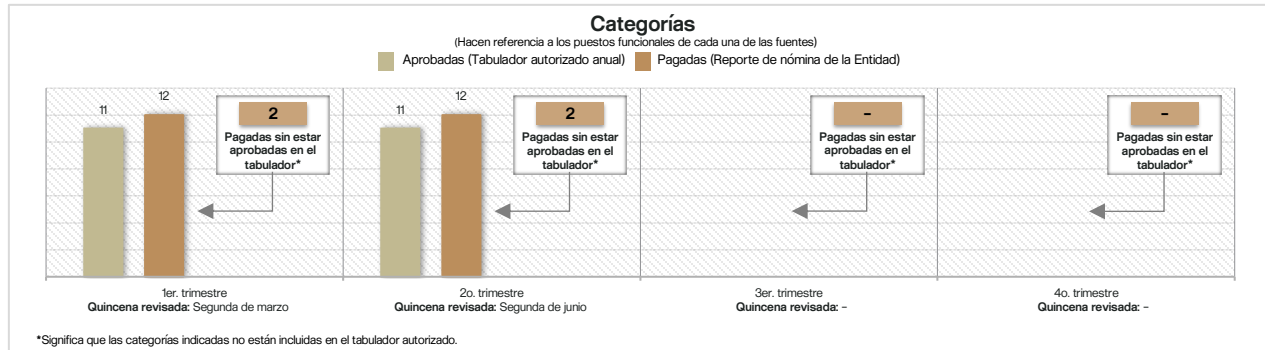 Categorías
(Hacen referencia a los puestos funcionales de cada una de las fuentes)
Aprobadas (Tabulador autorizado anual) Pagadas (Reporte de nómina de la Entidad)
11
12
2
Pagadas sin estar
aprobadas en el
tabulador*
11
12
2
Pagadas sin estar
aprobadas en el
tabulador*
–
Pagadas sin estar
aprobadas en el
tabulador*
–
Pagadas sin estar
aprobadas en el
tabulador*
1er. trimestre
Quincena revisada: Segunda de marzo
2o. trimestre
Quincena revisada: Segunda de junio
3er. trimestre
Quincena revisada: –
4o. trimestre
Quincena revisada: –
*Significa que las categorías indicadas no están incluidas en el tabulador autorizado.